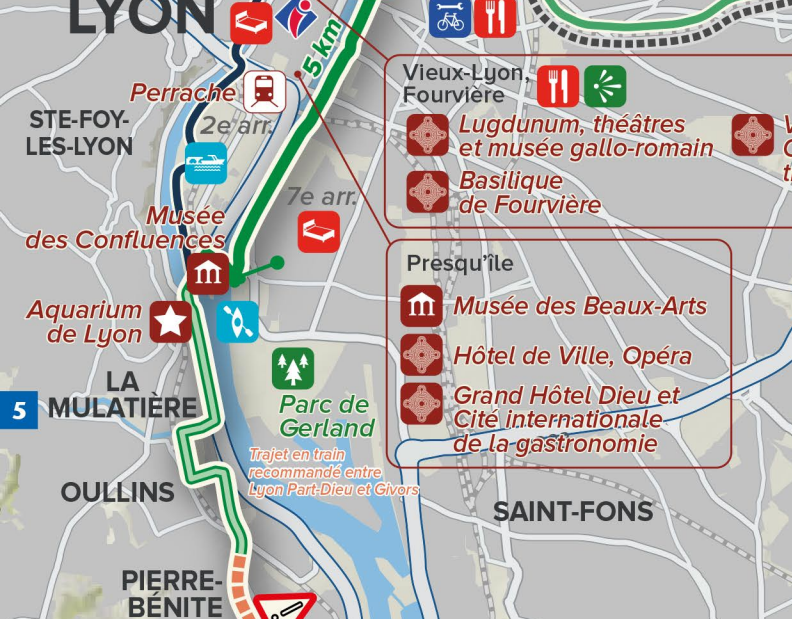 LYON
5 km
Perrache
2e arr.
STE-FOY-
LES-LYON
Vieux-Lyon,
Fourvière
Lugdunum, théâtres
et musée gallo-romain
Basilique
de Fourvière
7e arr.
Musée
des Confluences
Presqu'île
Musée des Beaux-Arts
Hôtel de Ville, Opéra
Grand Hôtel Dieu et
Cité internationale
de la gastronomie
Aquarium
de Lyon
LA
MULATIÈRE
5
Parc de
Gerland
Trajet en train
recommandé entre
Lyon Part-Dieu et Givors
OULLINS
SAINT-FONS
PIERRE-
BÉNITE